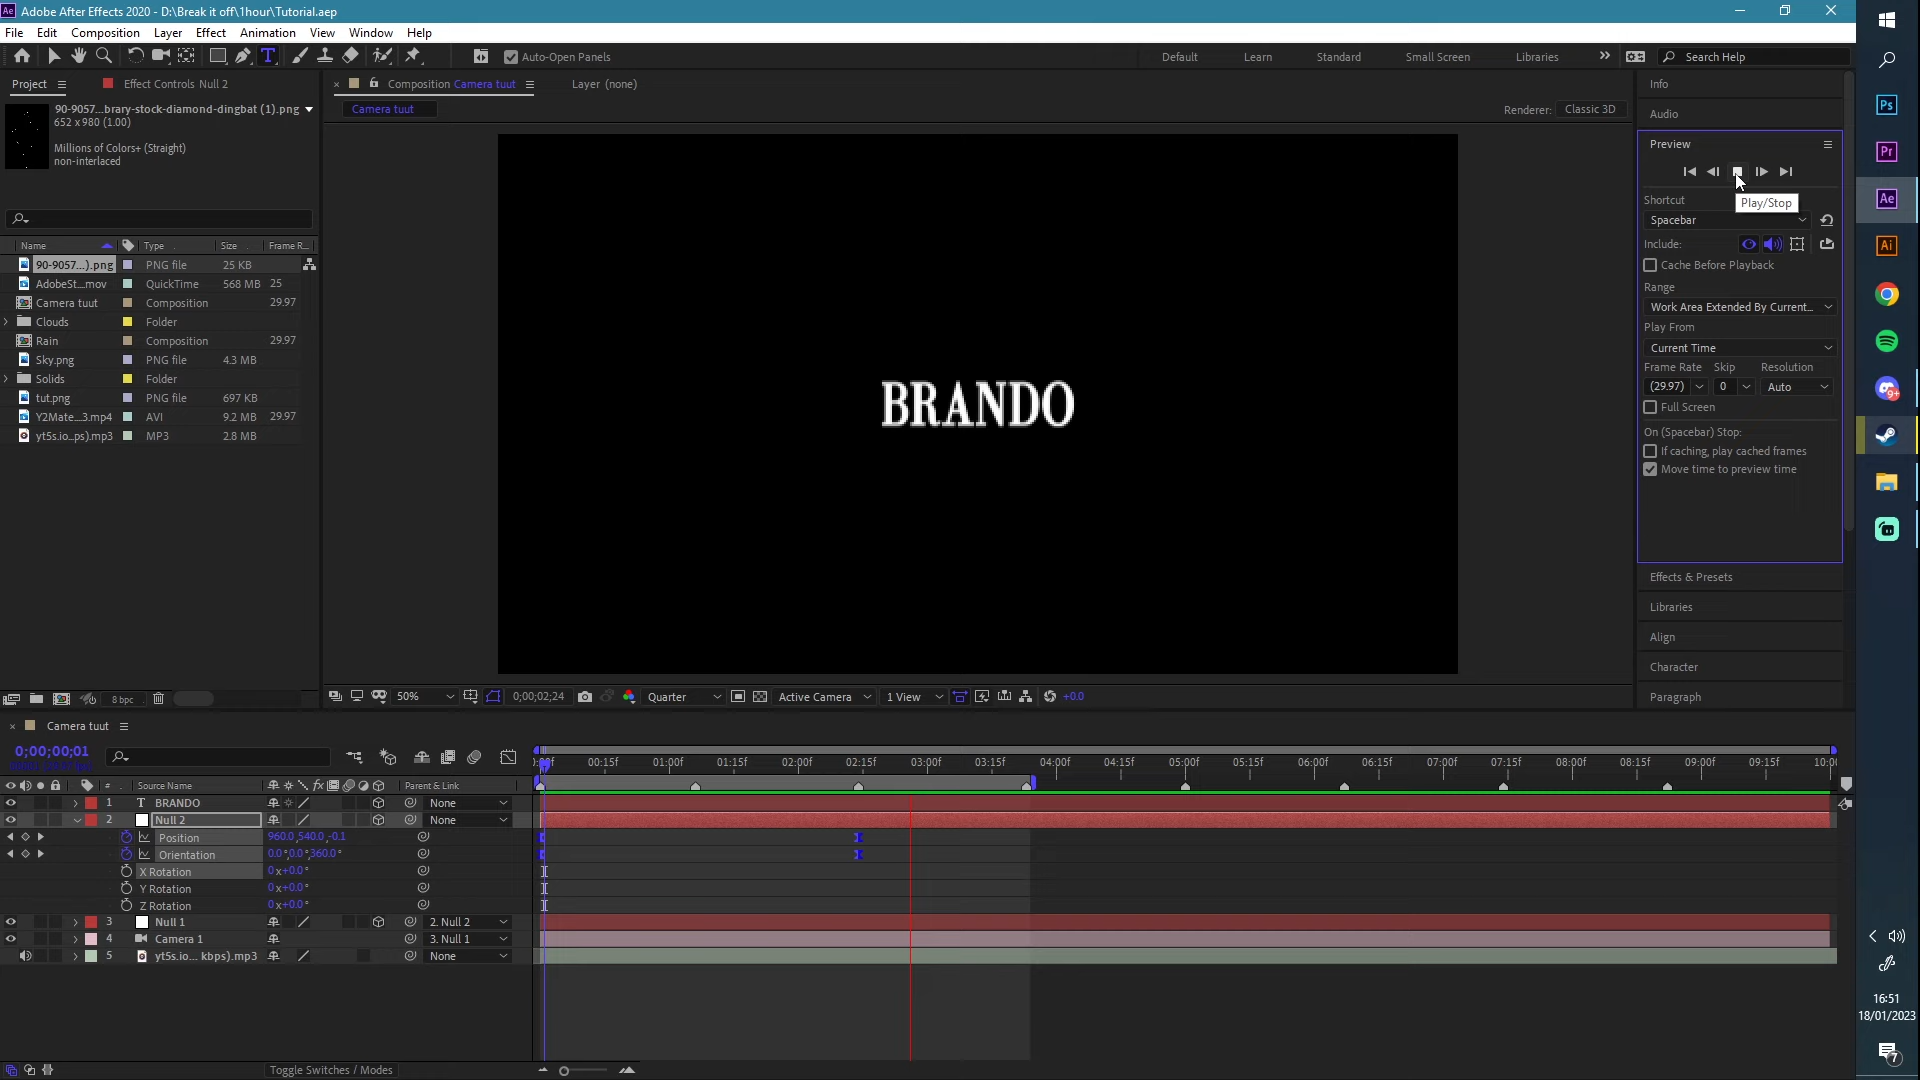 Adobe After Effects 2020 - D:\Break it off\1hour\Tutorial.aep
File Edit Composition Layer Effect Animation View Window Help
Auto-Open Panels
Default Learn Standard Small Screen Libraries
Search Help
Project
Effect Controls Null 2
Composition Camera tuut
Layer (none)
Camera tuut
Renderer: Classic 3D
90-9057...brary-stock-diamond-dingbat (1).png
652 x 980 (1.00)
Millions of Colors+ (Straight)
non-interlaced
Name Type Size Frame R...
90-9057...).png PNG file 25 KB
AdobeSt...mov QuickTime 568 MB 25
Camera tuut Composition 29.97
Clouds Folder
Rain Composition 29.97
Sky.png PNG file 4.3 MB
Solids Folder
tut.png PNG file 697 KB
Y2Mate....3.mp4 AVI 9.2 MB 29.97
yt5s.io...ps).mp3 MP3 2.8 MB
8 bpc
BRANDO
50% 0;00;02;24 Quarter Active Camera 1 View +0.0
Info
Audio
Preview
Play/Stop
Shortcut
Spacebar
Include:
Cache Before Playback
Range
Work Area Extended By Current...
Play From
Current Time
Frame Rate Skip Resolution
(29.97) 0 Auto
Full Screen
On (Spacebar) Stop:
If caching, play cached frames
Move time to preview time
Effects & Presets
Libraries
Align
Character
Paragraph
Camera tuut
0;00;00;01
# Source Name Parent & Link
00:15f 01:00f 01:15f 02:00f 02:15f 03:00f 03:15f 04:00f 04:15f 05:00f 05:15f 06:00f 06:15f 07:00f 07:15f 08:00f 08:15f 09:00f 09:15f 10:00
1 T BRANDO None
2 Null 2 None
Position 960.0,540.0,-0.1
Orientation 0.0°,0.0°,360.0°
X Rotation 0x+0.0°
Y Rotation 0x+0.0°
Z Rotation 0x+0.0°
3 Null 1 2. Null 2
4 Camera 1 3. Null 1
5 yt5s.io... kbps).mp3 None
Toggle Switches / Modes
Ps
Pr
Ae
Ai
9+
16:51
18/01/2023
7